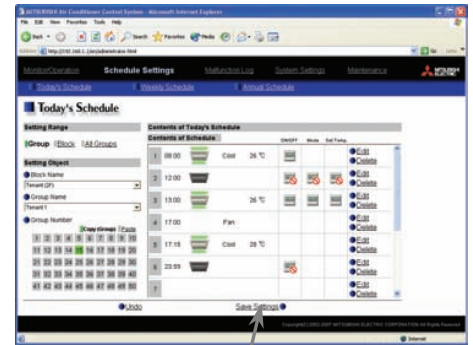 MITSUBISHI Air Conditioner Control System - Microsoft Internet Explorer
File Edit View Favorites Tools Help
Back Search Favorites Media
Monitor/Operation Schedule Settings Malfunction Log System Settings Maintenance MITSUBISHI ELECTRIC
Today's Schedule Weekly Schedule Annual Schedule
Today's Schedule
Setting Range
Group Block All Groups
Setting Object
Block Name
Tenant (2F)
Group Name
Tenant 1
Group Number
Copy (Group) Paste
1 2 3 4 5 6 7 8 9 10
11 12 13 14 15 16 17 18 19 20
21 22 23 24 25 26 27 28 29 30
31 32 33 34 35 36 37 38 39 40
41 42 43 44 45 46 47 48 49 50
Contents of Today's Schedule
Contents of Schedule ON/OFF Mode Set Temp.
1 08:00 Cool 26 °C Edit Delete
2 12:00 Edit Delete
3 13:00 26 °C Edit Delete
4 17:00 Fan Edit Delete
5 17:15 Cool 28 °C Edit Delete
6 23:59 Edit Delete
7 Edit Delete
Undo Save Settings
Internet